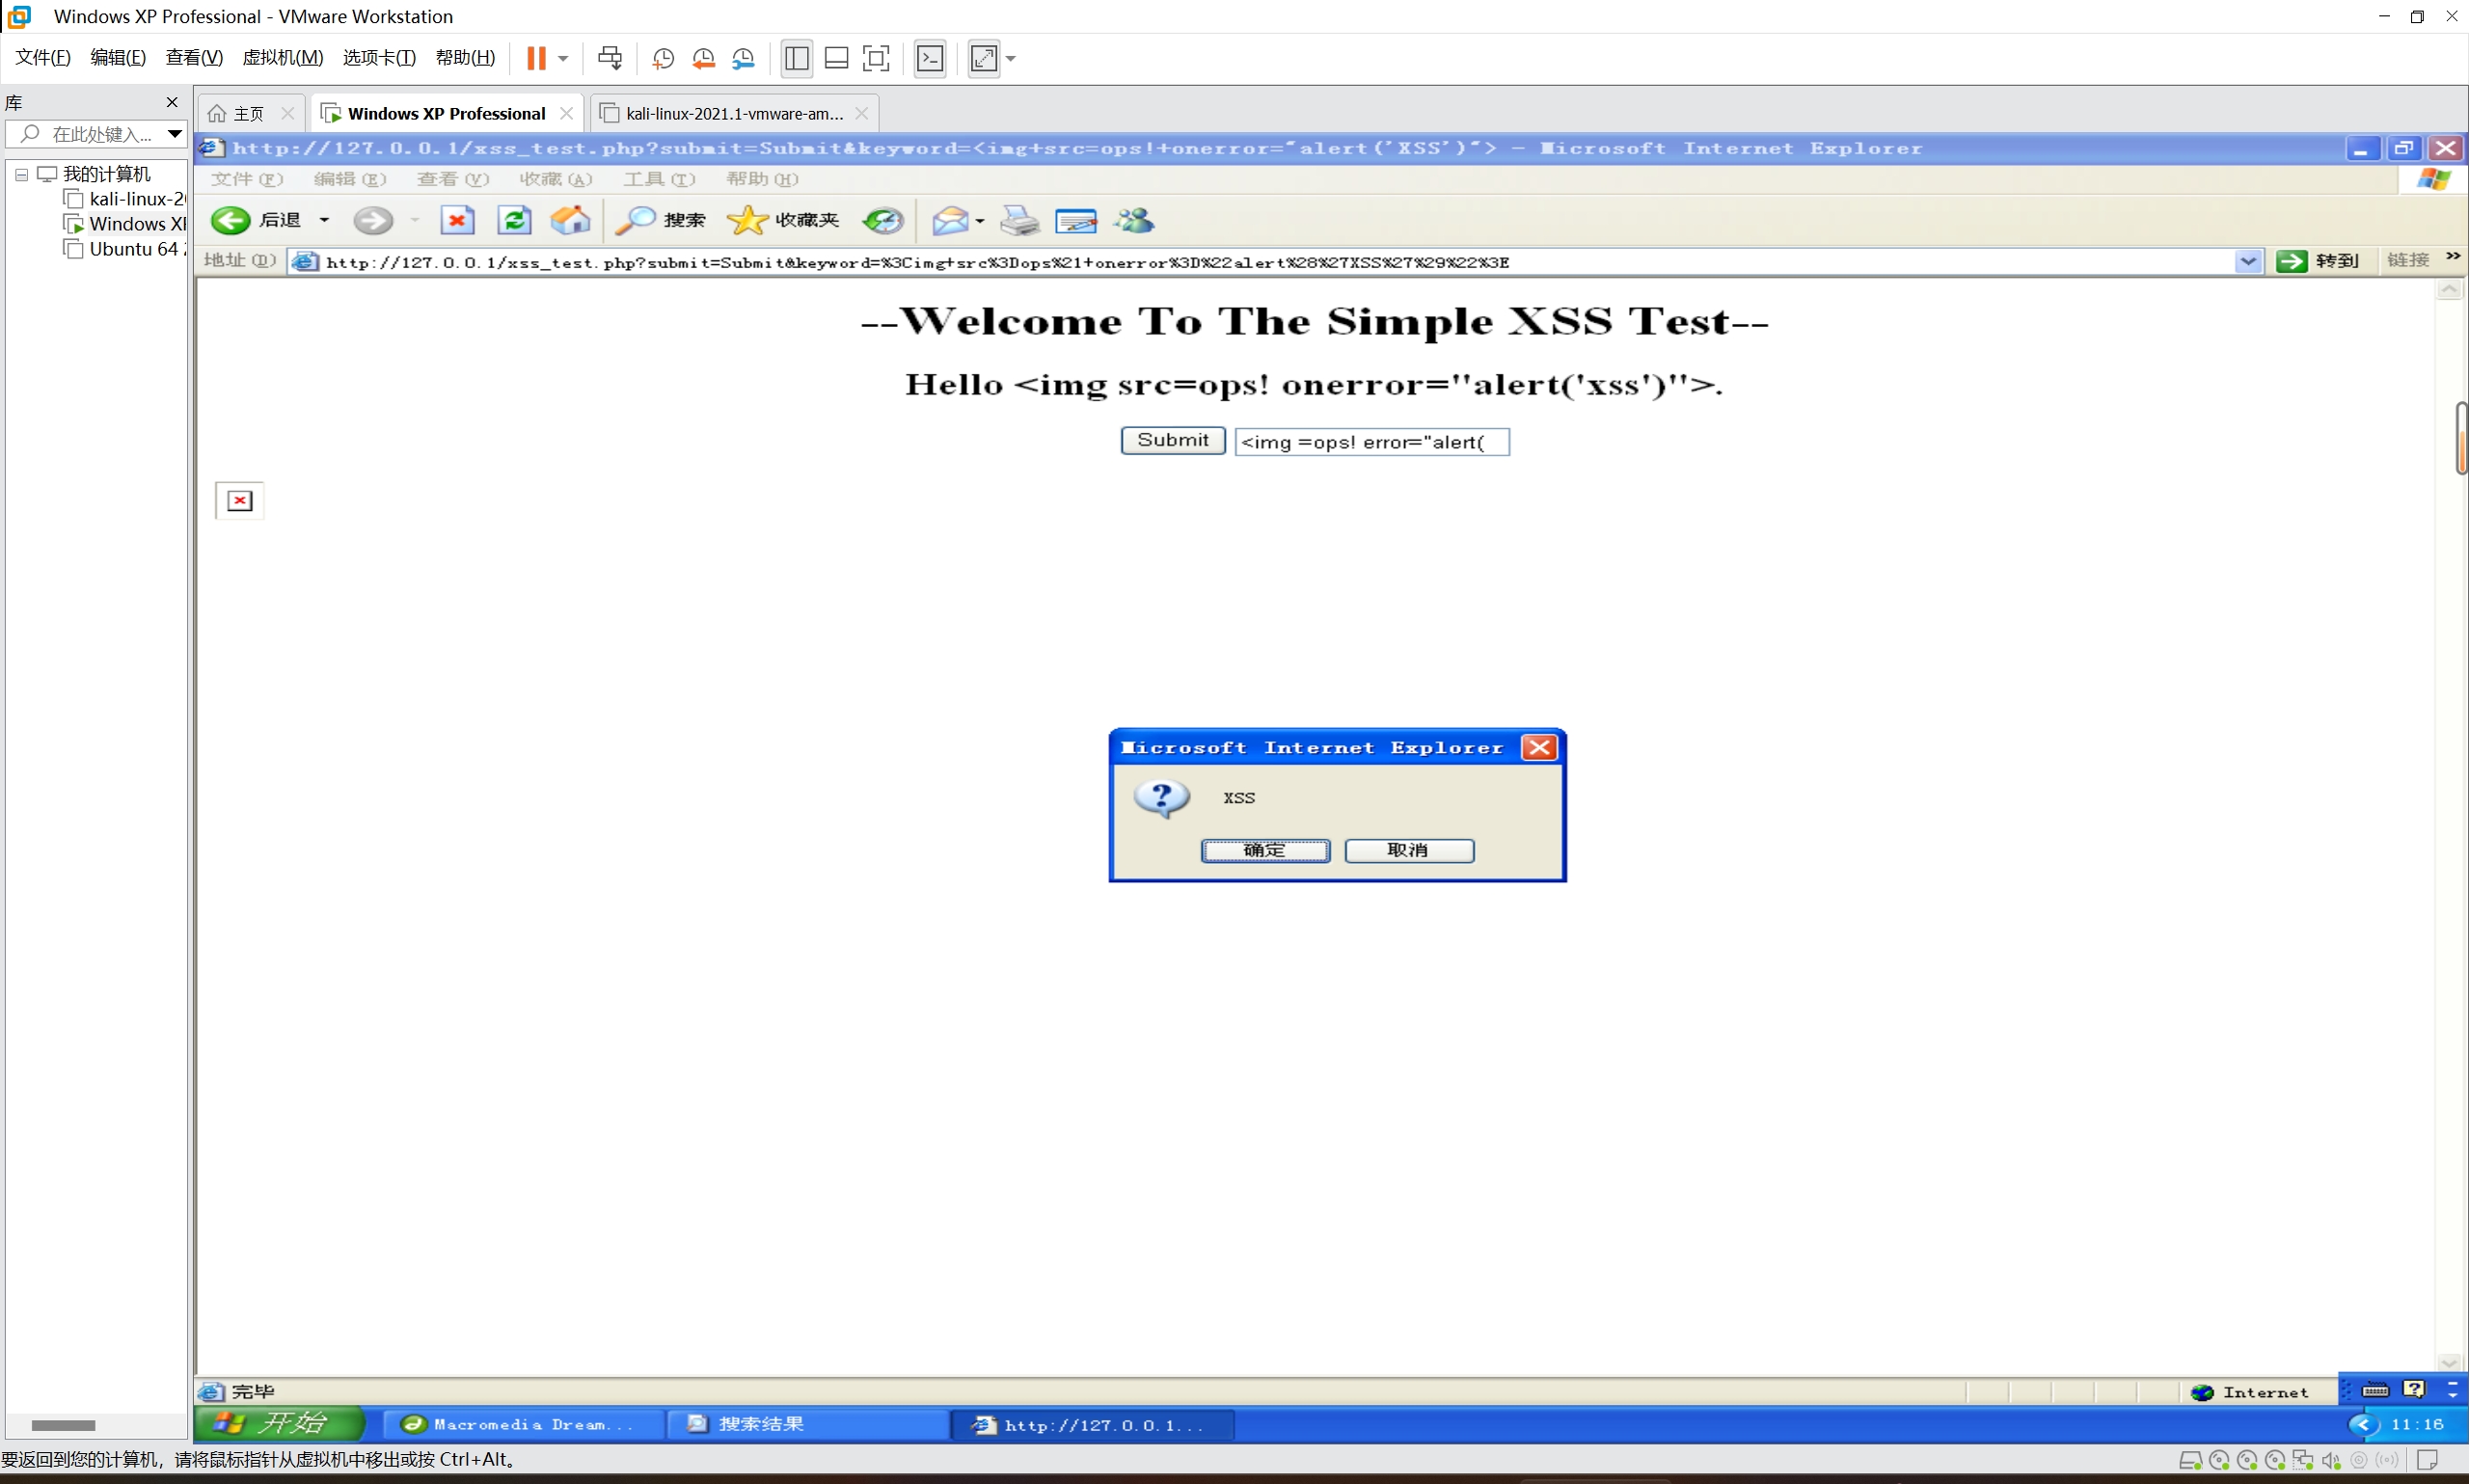 Windows XP Professional - VMware Workstation
文件(F) 编辑(E) 查看(V) 虚拟机(M) 选项卡(T) 帮助(H)
库
在此处键入...
我的计算机
kali-linux-20
Windows XP
Ubuntu 64
主页 Windows XP Professional kali-linux-2021.1-vmware-am...
http://127.0.0.1/xss_test.php?submit=Submit&keyword=<img+src=ops!+onerror="alert('XSS')"> - Microsoft Internet Explorer
文件(F) 编辑(E) 查看(V) 收藏(A) 工具(T) 帮助(H)
后退 搜索 收藏夹
地址(D) http://127.0.0.1/xss_test.php?submit=Submit&keyword=%3Cimg+src%3Dops%21+onerror%3D%22alert%28%27XSS%27%29%22%3E 转到 链接 »
--Welcome To The Simple XSS Test--
Hello <img src=ops! onerror="alert('xss')">.
Submit <img =ops! error="alert(
Microsoft Internet Explorer
XSS
确定 取消
完毕 Internet
开始 Macromedia Dream... 搜索结果 http://127.0.0.1... 11:16
要返回到您的计算机，请将鼠标指针从虚拟机中移出或按 Ctrl+Alt。